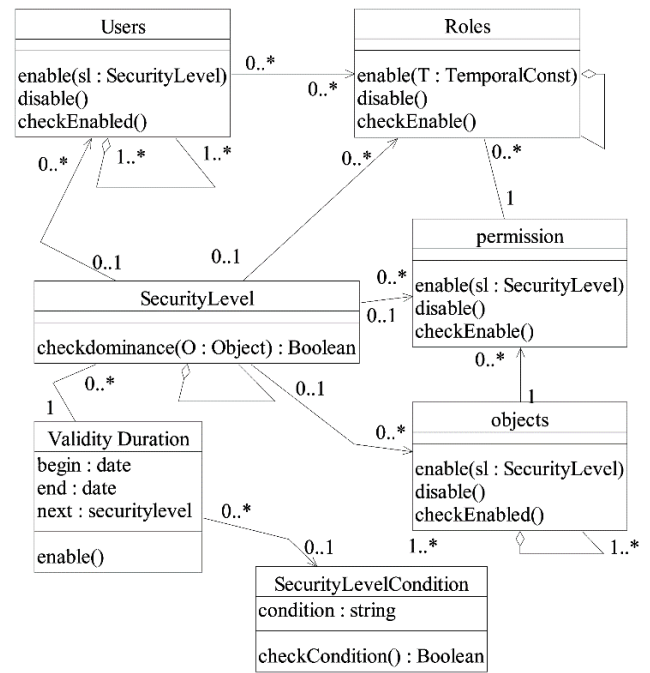 Users
enable(sl : SecurityLevel)
disable()
checkEnabled()
Roles
enable(T : TemporalConst)
disable()
checkEnable()
0..*
0..*
0..*
1..*
1..*
0..*
0..*
1
0..1
0..1
permission
enable(sl : SecurityLevel)
disable()
checkEnable()
SecurityLevel
checkdominance(O : Object) : Boolean
0..*
0..1
0..*
1
0..*
1
0..1
0..*
Validity Duration
begin : date
end : date
next : securitylevel
enable()
objects
enable(sl : SecurityLevel)
disable()
checkEnabled()
0..*
0..1
1..*
1..*
SecurityLevelCondition
condition : string
checkCondition() : Boolean